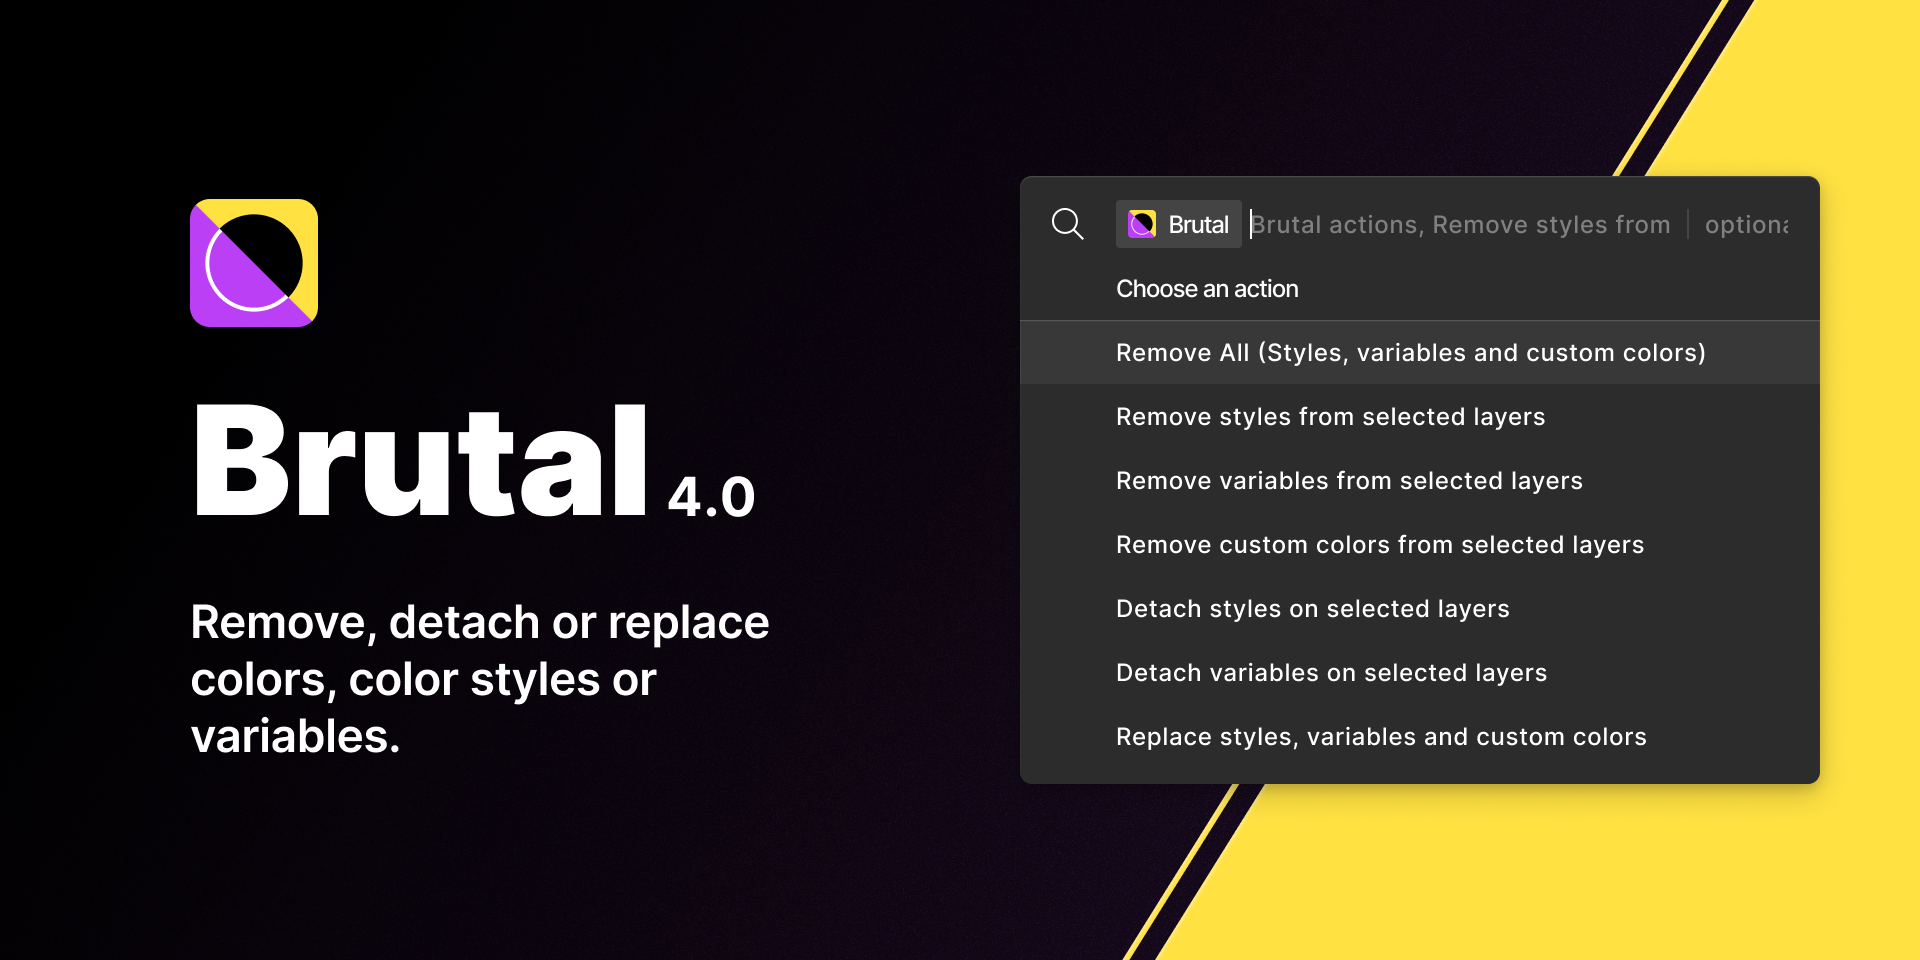 Brutal 4.0
Remove, detach or replace
colors, color styles or
variables.
Brutal Brutal actions, Remove styles from
Choose an action
Remove All (Styles, variables and custom colors)
Remove styles from selected layers
Remove variables from selected layers
Remove custom colors from selected layers
Detach styles on selected layers
Detach variables on selected layers
Replace styles, variables and custom colors